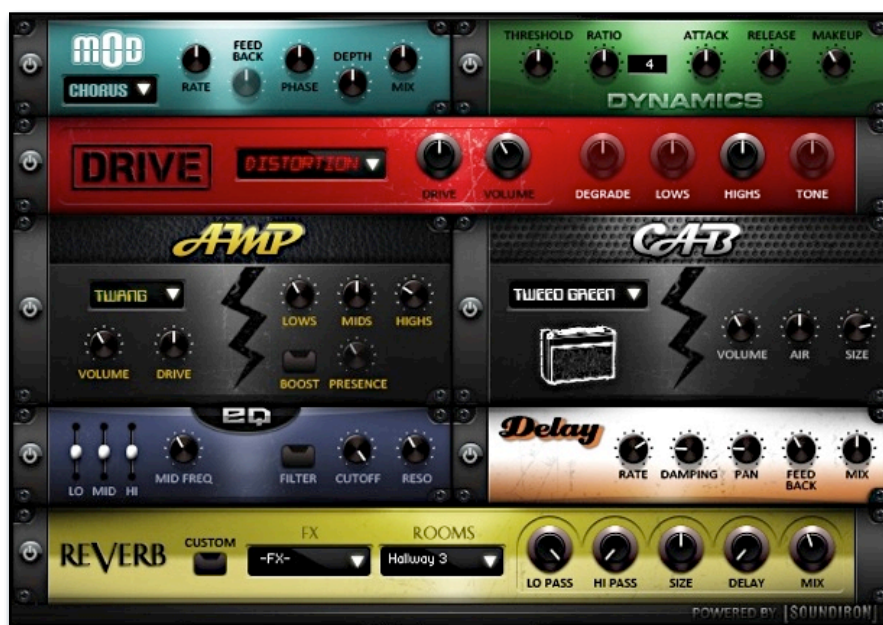 MOD
CHORUS
RATE
FEED
BACK
PHASE
DEPTH
MIX
THRESHOLD
RATIO
4
ATTACK
RELEASE
MAKEUP
DYNAMICS
DRIVE
DISTORTION
DRIVE
VOLUME
DEGRADE
LOWS
HIGHS
TONE
AMP
TWANG
VOLUME
DRIVE
LOWS
MIDS
HIGHS
BOOST
PRESENCE
CAB
TWEED GREEN
VOLUME
AIR
SIZE
EQ
LO
MID
HI
MID FREQ
FILTER
CUTOFF
RESO
Delay
RATE
DAMPING
PAN
FEED
BACK
MIX
REVERB
CUSTOM
FX
-FX-
ROOMS
Hallway 3
LO PASS
HI PASS
SIZE
DELAY
MIX
POWERED BY [SOUNDIRON]